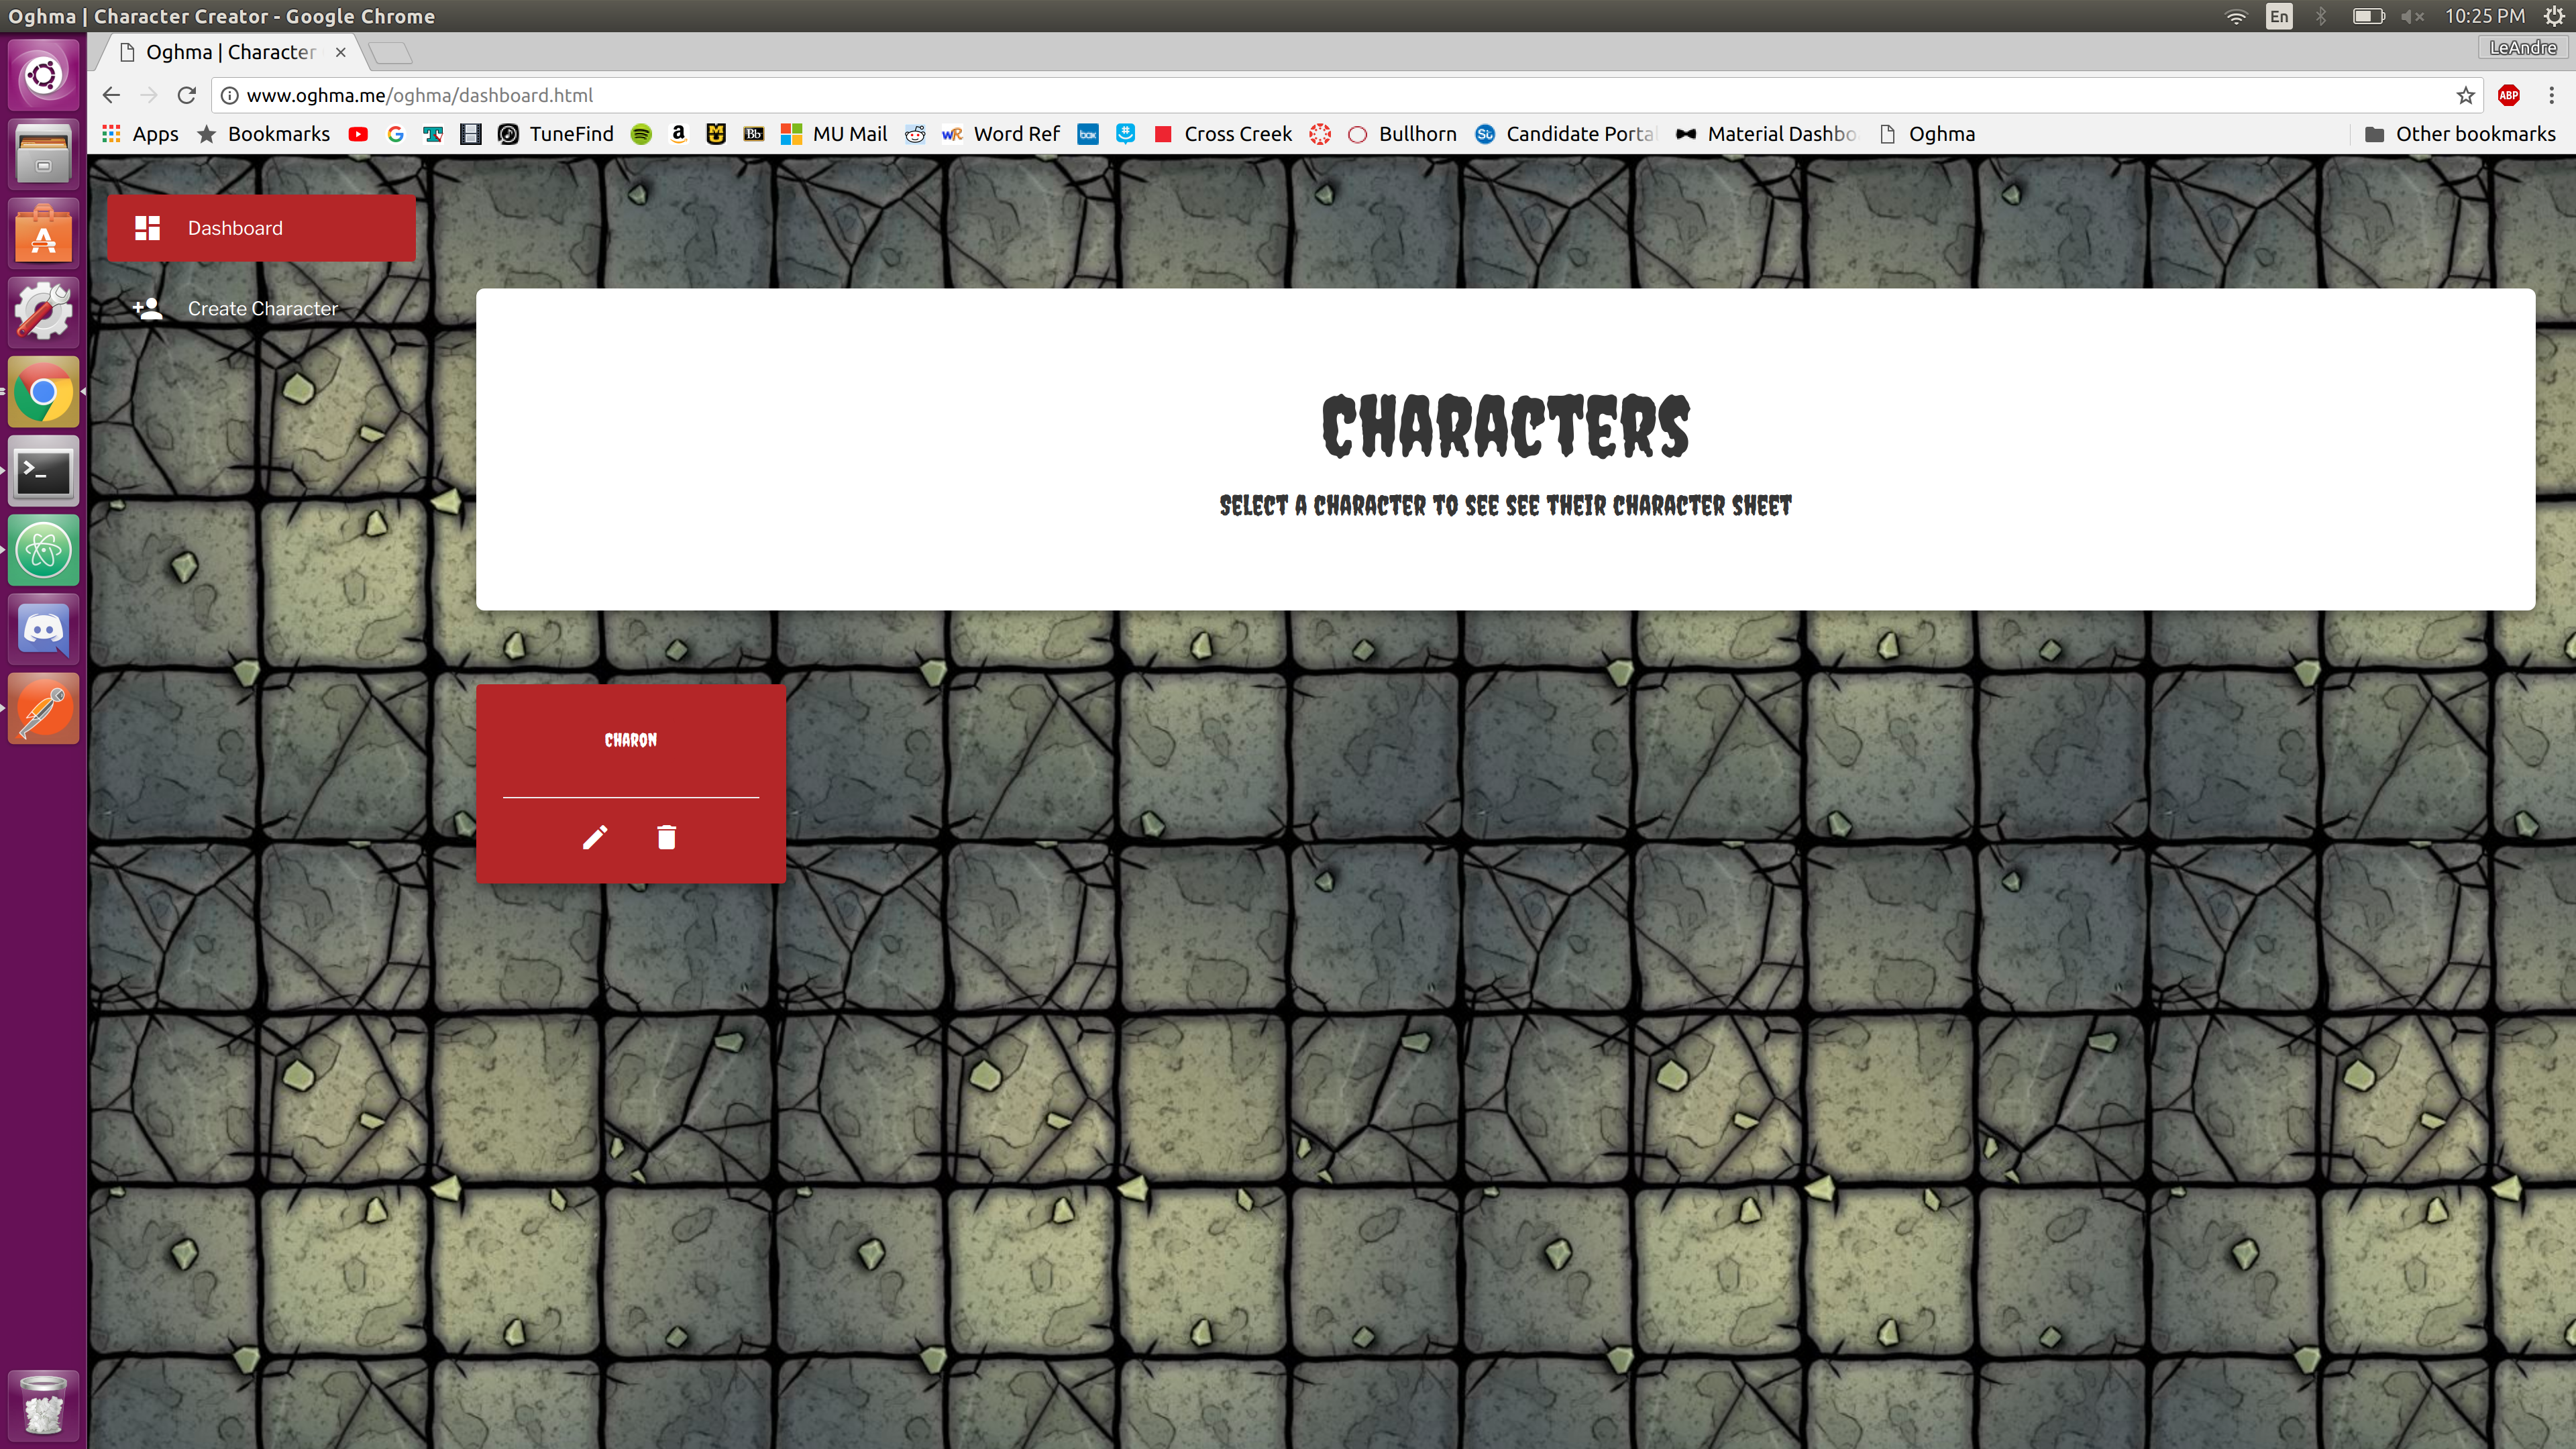 Oghma | Character Creator - Google Chrome
En
10:25 PM
Oghma | Character
LeAndre
www.oghma.me/oghma/dashboard.html
ABP
Apps Bookmarks TuneFind MU Mail Word Ref Cross Creek Bullhorn Candidate Porta Material Dashbo Oghma Other bookmarks
Dashboard
Create Character
CHARACTERS
SELECT A CHARACTER TO SEE SEE THEIR CHARACTER SHEET
CHARON